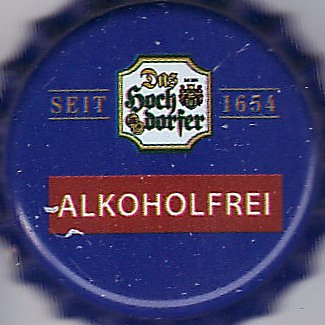 Das
Hoch
dorfer
SEIT 1654
ALKOHOLFREI